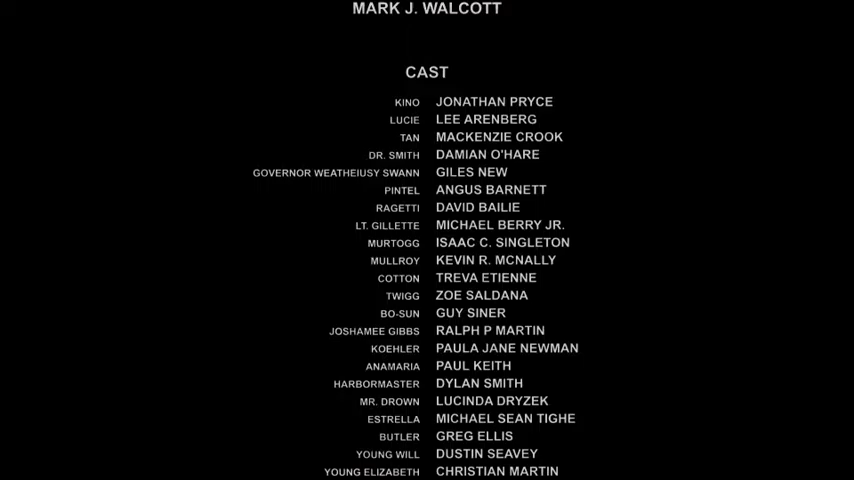 MARK J. WALCOTT
CAST
KINO JONATHAN PRYCE
LUCIE LEE ARENBERG
TAN MACKENZIE CROOK
DR. SMITH DAMIAN O'HARE
GOVERNOR WEATHEIUSY SWANN GILES NEW
PINTEL ANGUS BARNETT
RAGETTI DAVID BAILIE
LT. GILLETTE MICHAEL BERRY JR.
MURTOGG ISAAC C. SINGLETON
MULLROY KEVIN R. MCNALLY
COTTON TREVA ETIENNE
TWIGG ZOE SALDANA
BO-SUN GUY SINER
JOSHAMEE GIBBS RALPH P MARTIN
KOEHLER PAULA JANE NEWMAN
ANAMARIA PAUL KEITH
HARBORMASTER DYLAN SMITH
MR. DROWN LUCINDA DRYZEK
ESTRELLA MICHAEL SEAN TIGHE
BUTLER GREG ELLIS
YOUNG WILL DUSTIN SEAVEY
YOUNG ELIZABETH CHRISTIAN MARTIN